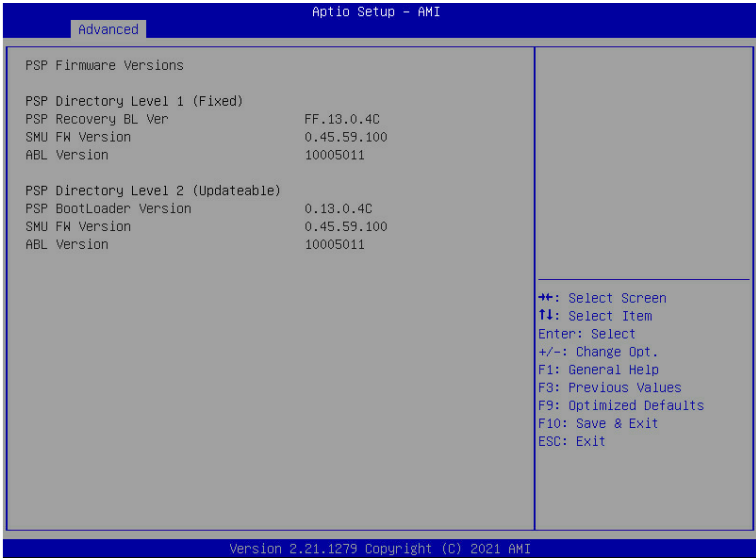 Aptio Setup – AMI
Advanced
PSP Firmware Versions
PSP Directory Level 1 (Fixed)
PSP Recovery BL Ver FF.13.0.4C
SMU FW Version 0.45.59.100
ABL Version 10005011
PSP Directory Level 2 (Updateable)
PSP BootLoader Version 0.13.0.4C
SMU FW Version 0.45.59.100
ABL Version 10005011
→←: Select Screen
↑↓: Select Item
Enter: Select
+/-: Change Opt.
F1: General Help
F3: Previous Values
F9: Optimized Defaults
F10: Save & Exit
ESC: Exit
Version 2.21.1279 Copyright (C) 2021 AMI